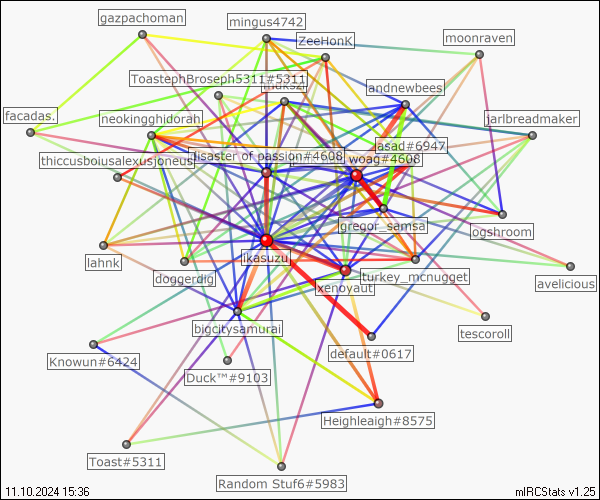 gazpachoman
mingus4742
ZeeHonK
moonraven
ToastephBroseph5311#5311
andnewbees
facadas.
neokingghidorah
jarlbreadmaker
jasad#6947
thiccusboiusalexusjoneus
disaster of passion#4608
woag#4608
gregor_samsa
ogshroom
lahnk
ikasuzu
doggerdig
xenoyaut
turkey_mcnugget
avelicious
bigcitysamurai
tescoroll
Knowun#6424
default#0617
Duck™#9103
Heighleaigh#8575
Toast#5311
Random Stuf6#5983
11.10.2024 15:36
mIRCStats v1.25